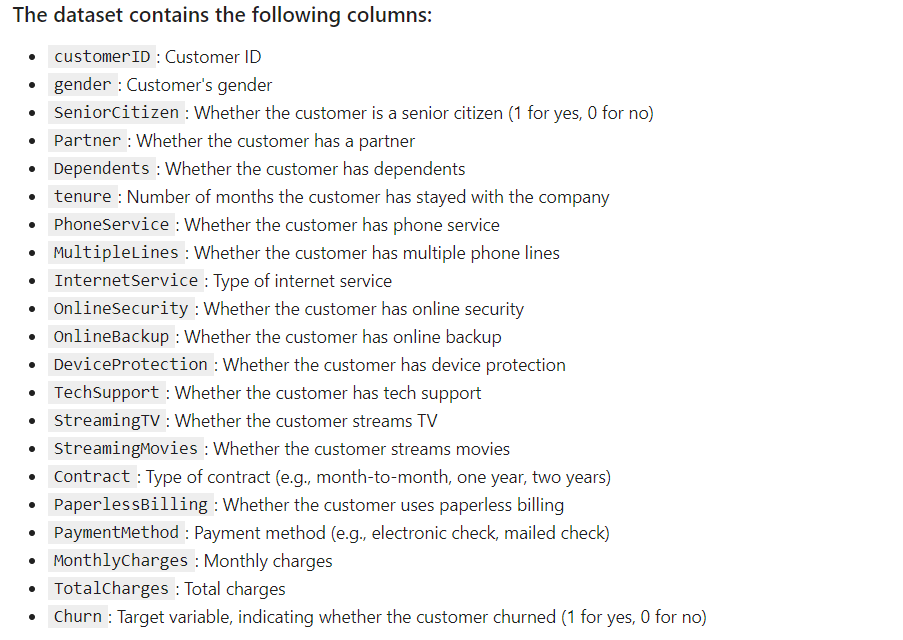 The dataset contains the following columns:
• customerID : Customer ID
• gender : Customer's gender
• SeniorCitizen : Whether the customer is a senior citizen (1 for yes, 0 for no)
• Partner : Whether the customer has a partner
• Dependents : Whether the customer has dependents
• tenure : Number of months the customer has stayed with the company
• PhoneService : Whether the customer has phone service
• MultipleLines : Whether the customer has multiple phone lines
• InternetService : Type of internet service
• OnlineSecurity : Whether the customer has online security
• OnlineBackup : Whether the customer has online backup
• DeviceProtection : Whether the customer has device protection
• TechSupport : Whether the customer has tech support
• StreamingTV : Whether the customer streams TV
• StreamingMovies : Whether the customer streams movies
• Contract : Type of contract (e.g., month-to-month, one year, two years)
• PaperlessBilling : Whether the customer uses paperless billing
• PaymentMethod : Payment method (e.g., electronic check, mailed check)
• MonthlyCharges : Monthly charges
• TotalCharges : Total charges
• Churn : Target variable, indicating whether the customer churned (1 for yes, 0 for no)